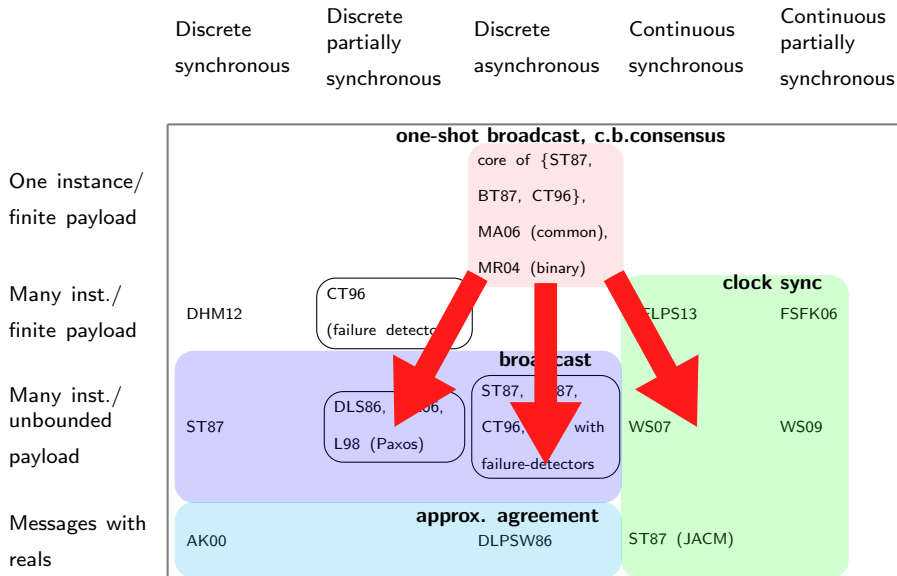 Discrete
synchronous
Discrete
partially
synchronous
Discrete
asynchronous
Continuous
synchronous
Continuous
partially
synchronous
one-shot broadcast, c.b.consensus
One instance/
finite payload
core of {ST87,
BT87, CT96},
MA06 (common),
MR04 (binary)
Many inst./
finite payload
DHM12
CT96
(failure
clock sync
FSFK06
Many inst./
unbounded
payload
broadcast
ST87
DLS86,
L98 (Paxos)
ST87,
CT96, with
failure-detectors
WS07
WS09
Messages with
reals
approx. agreement
AK00
DLPSW86
ST87 (JACM)